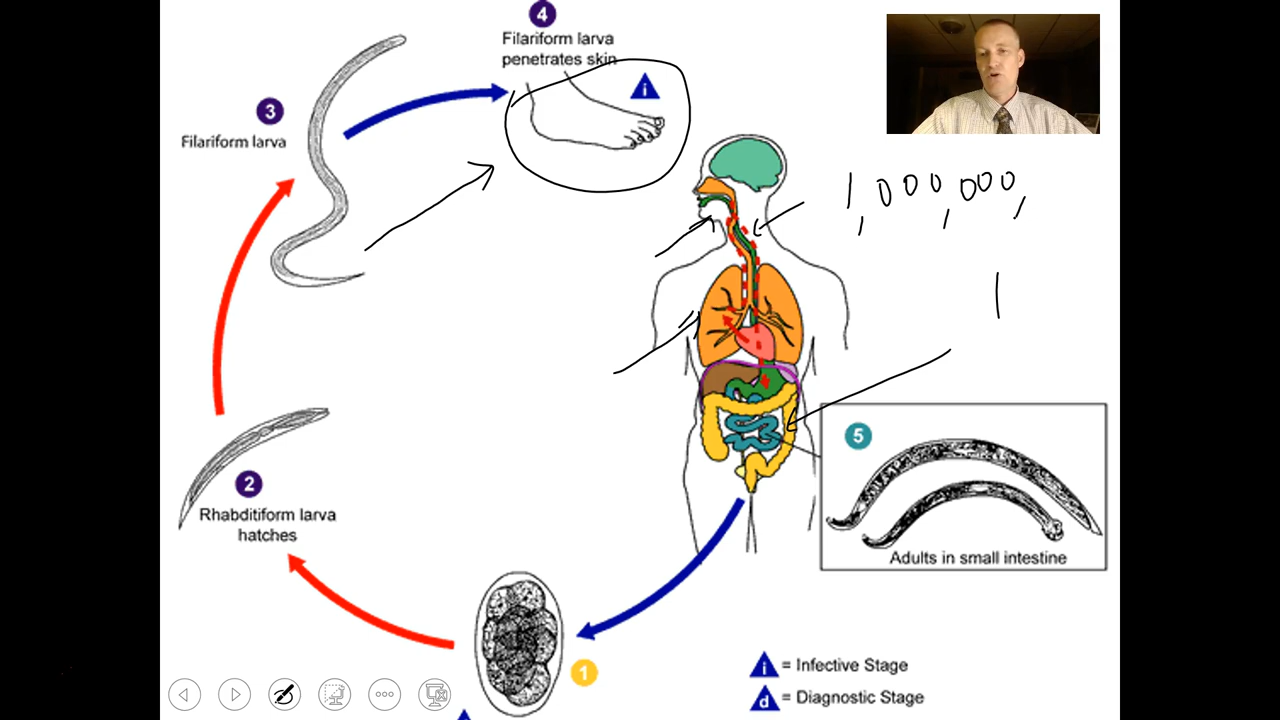 4
Filariform larva
penetrates skin
i
3
Filariform larva
1,000,000,
1
5
Adults in small intestine
2
Rhabditiform larva
hatches
1
i = Infective Stage
d = Diagnostic Stage